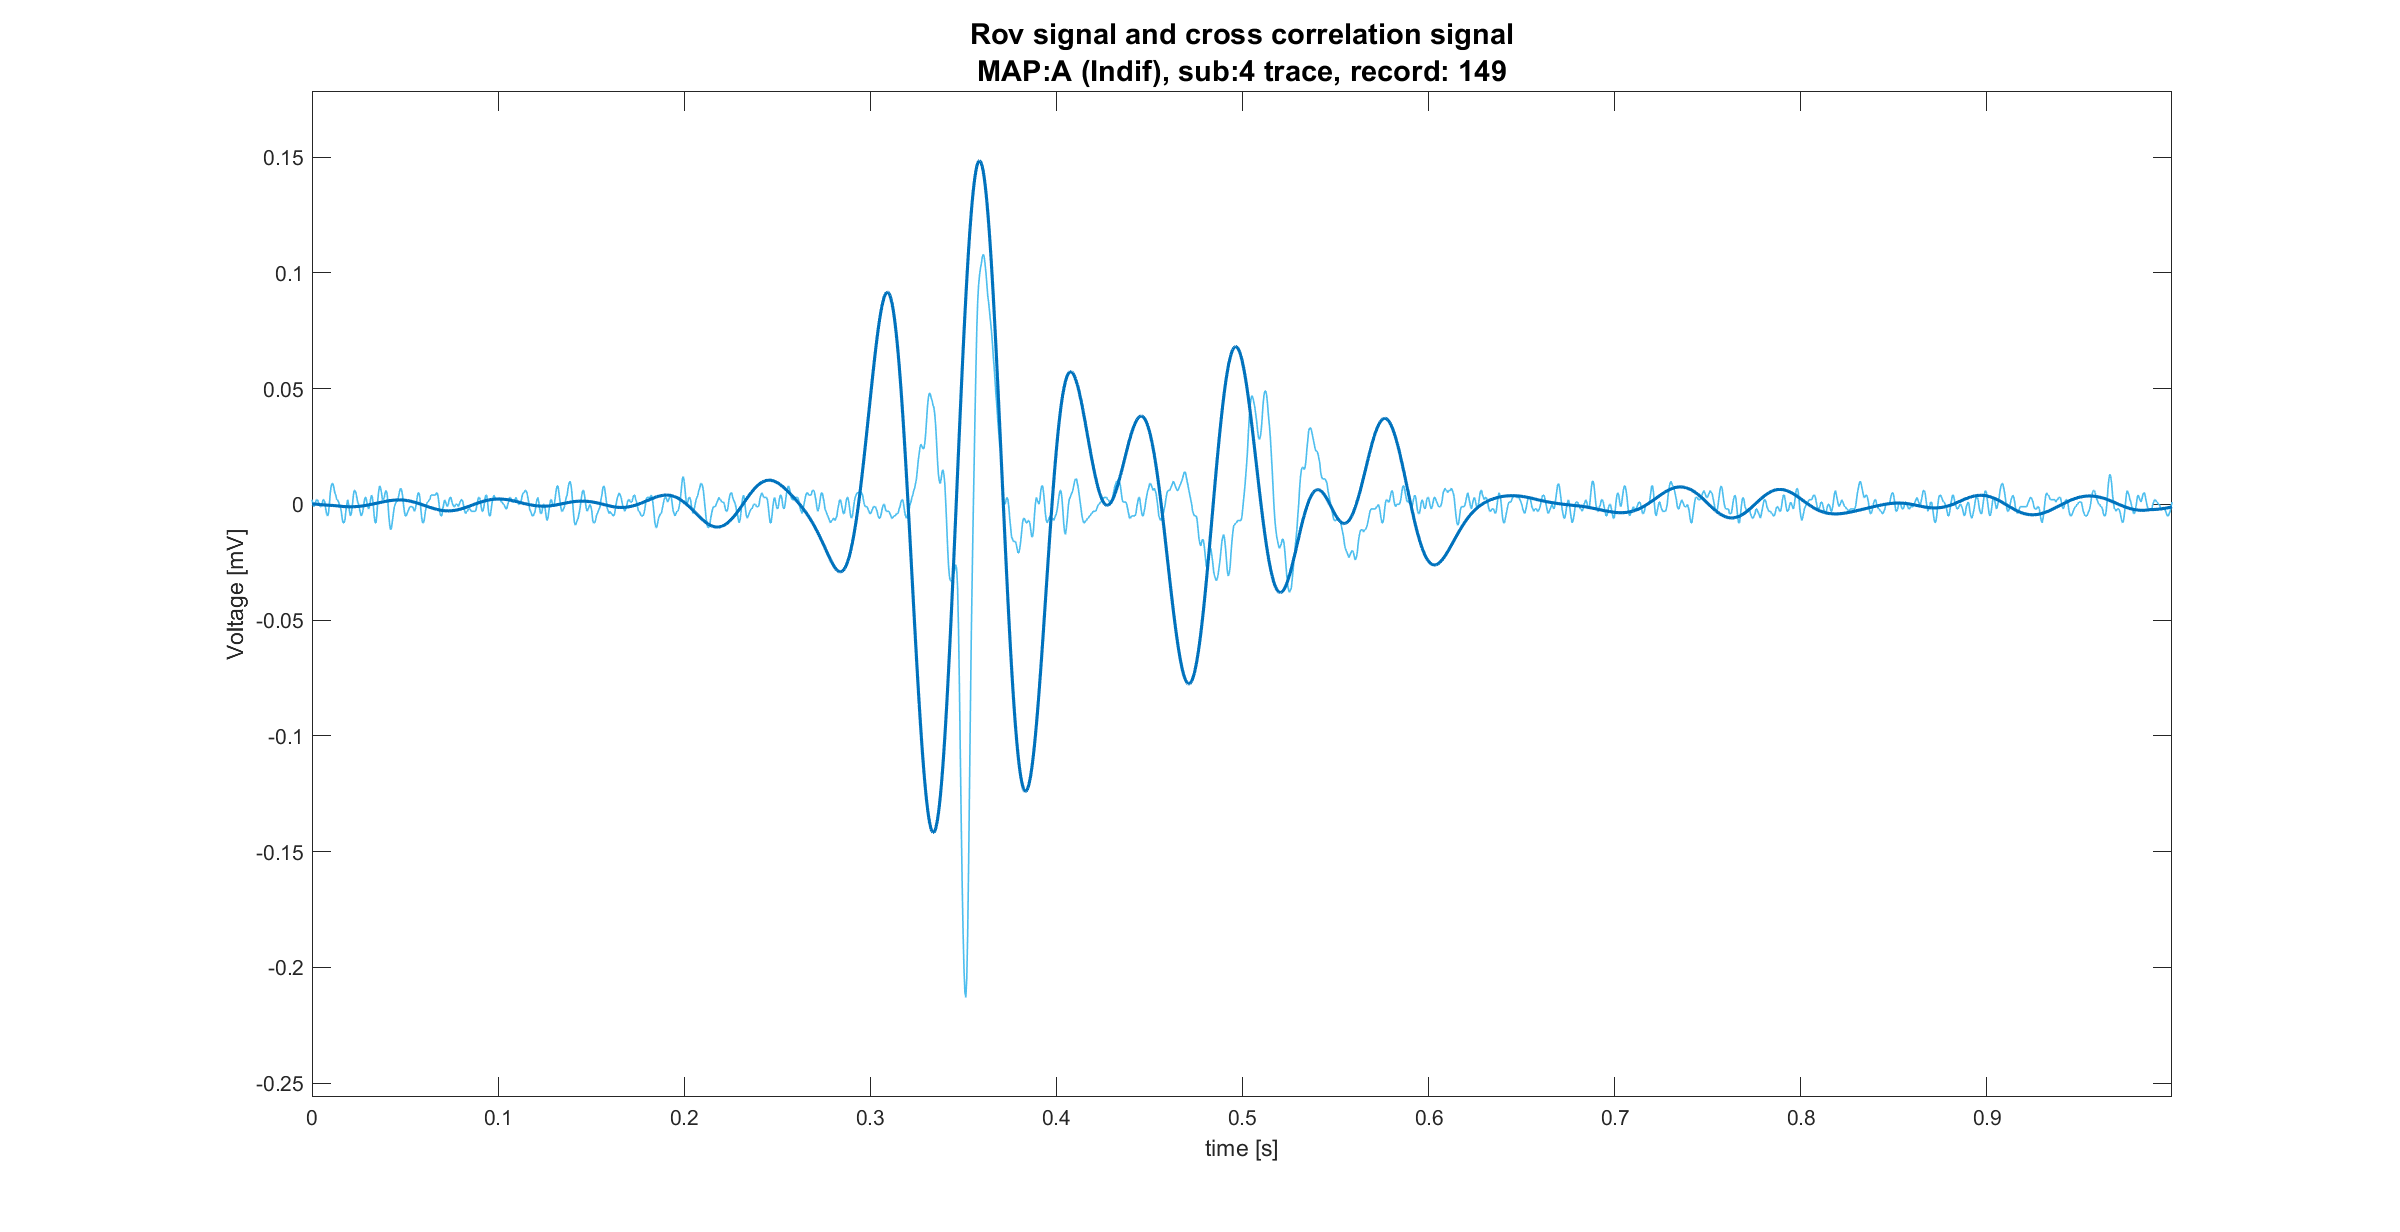 Rov signal and cross correlation signal
MAP:A (Indif), sub:4 trace, record: 149
0.15
0.1
0.05
0
-0.05
-0.1
-0.15
-0.2
-0.25
Voltage [mV]
0 0.1 0.2 0.3 0.4 0.5 0.6 0.7 0.8 0.9
time [s]